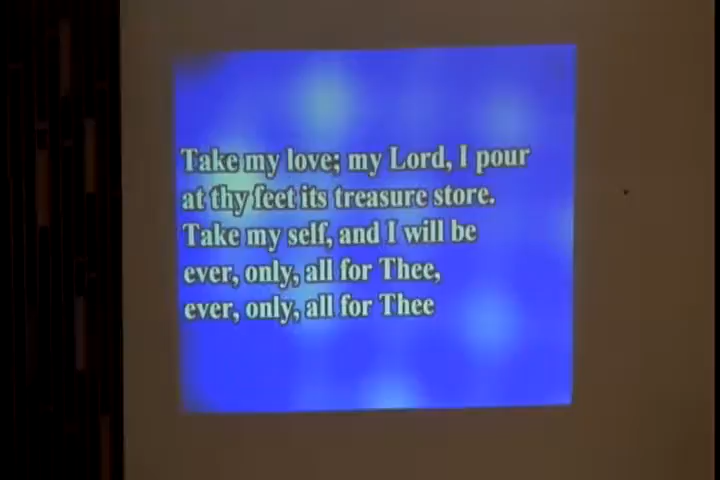 Take my love; my Lord, I pour
at thy feet its treasure store.
Take my self, and I will be
ever, only, all for Thee,
ever, only, all for Thee